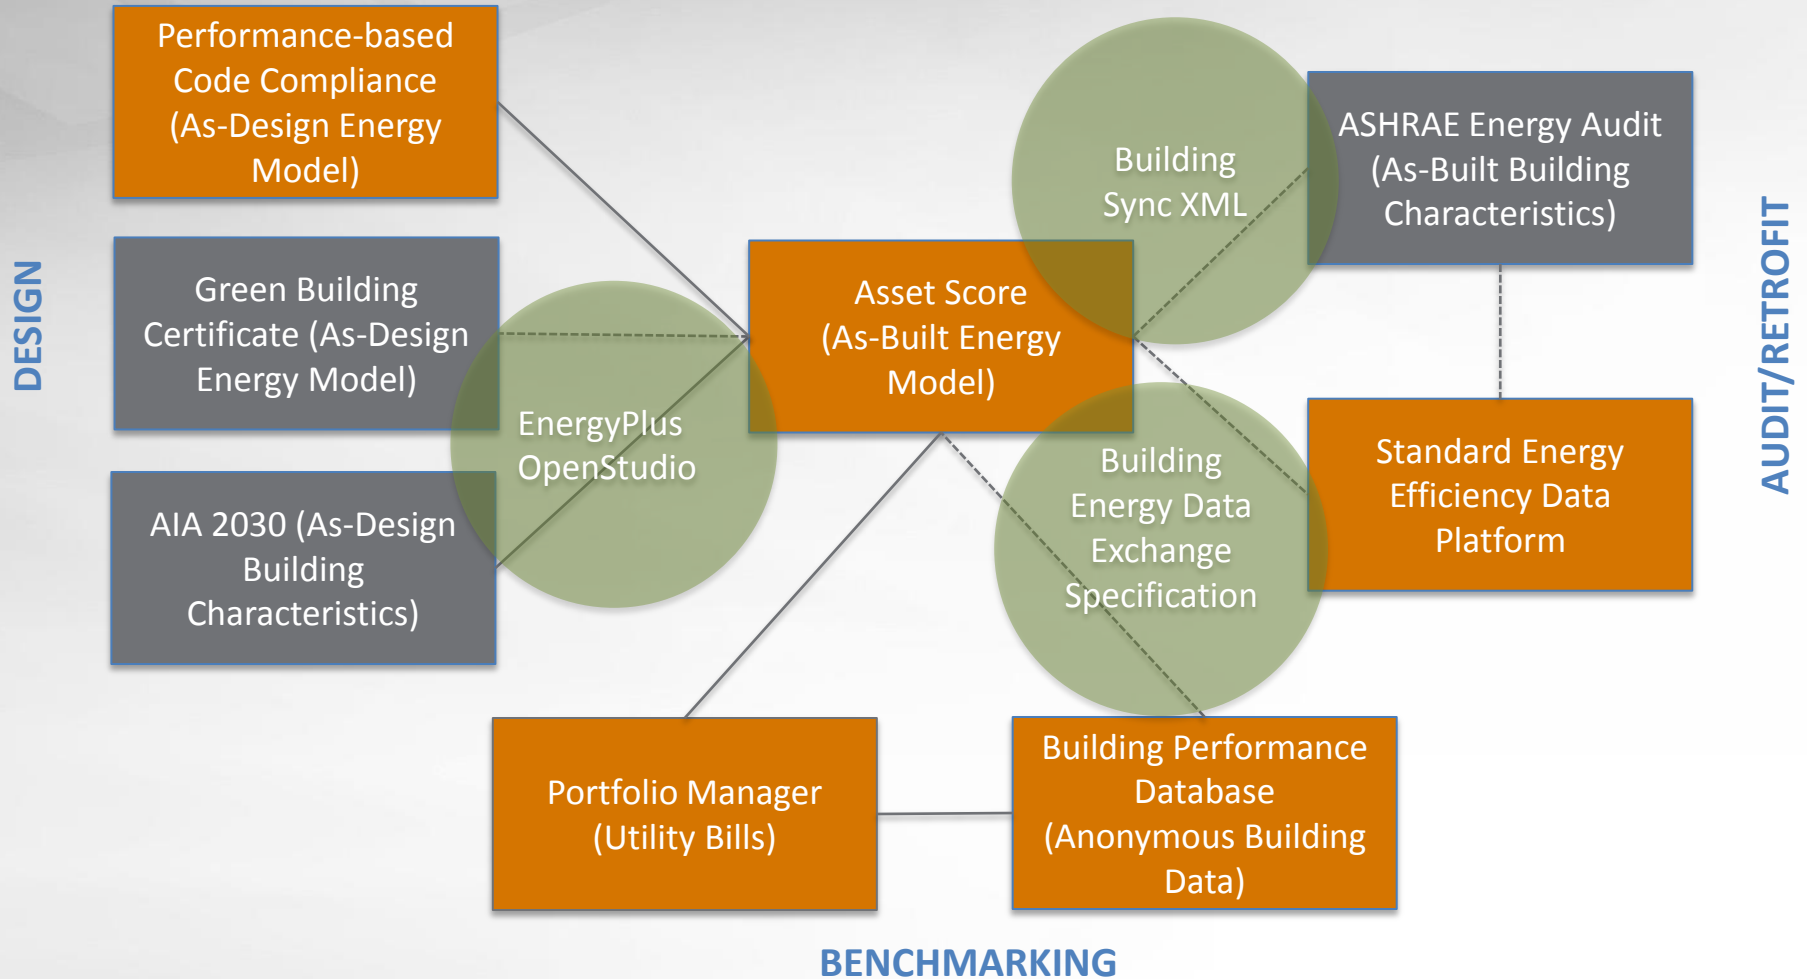 DESIGN
Performance-based
Code Compliance
(As-Design Energy
Model)
Green Building
Certificate (As-Design
Energy Model)
AIA 2030 (As-Design
Building
Characteristics)
EnergyPlus
OpenStudio
Asset Score
(As-Built Energy
Model)
Building
Sync XML
ASHRAE Energy Audit
(As-Built Building
Characteristics)
Building
Energy Data
Exchange
Specification
Standard Energy
Efficiency Data
Platform
AUDIT/RETROFIT
Portfolio Manager
(Utility Bills)
Building Performance
Database
(Anonymous Building
Data)
BENCHMARKING